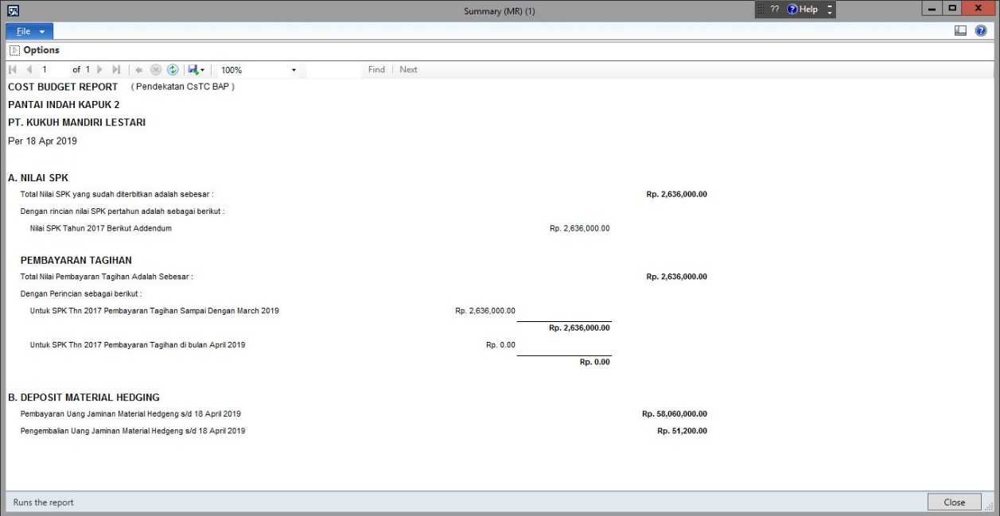 Summary (MR) (1)
?? Help
File
Options
1 of 1 100% Find | Next
COST BUDGET REPORT ( Pendekatan CsTC BAP )
PANTAI INDAH KAPUK 2
PT. KUKUH MANDIRI LESTARI
Per 18 Apr 2019
A. NILAI SPK
Total Nilai SPK yang sudah diterbitkan adalah sebesar : Rp. 2,636,000.00
Dengan rincian nilai SPK pertahun adalah sebagai berikut :
Nilai SPK Tahun 2017 Berikut Addendum Rp. 2,636,000.00
PEMBAYARAN TAGIHAN
Total Nilai Pembayaran Tagihan Adalah Sebesar : Rp. 2,636,000.00
Dengan Perincian sebagai berikut :
Untuk SPK Thn 2017 Pembayaran Tagihan Sampai Dengan March 2019 Rp. 2,636,000.00
Rp. 2,636,000.00
Untuk SPK Thn 2017 Pembayaran Tagihan di bulan April 2019 Rp. 0.00
Rp. 0.00
B. DEPOSIT MATERIAL HEDGING
Pembayaran Uang Jaminan Material Hedgeng s/d 18 April 2019 Rp. 58,060,000.00
Pengembalian Uang Jaminan Material Hedgeng s/d 18 April 2019 Rp. 51,200.00
Runs the report Close